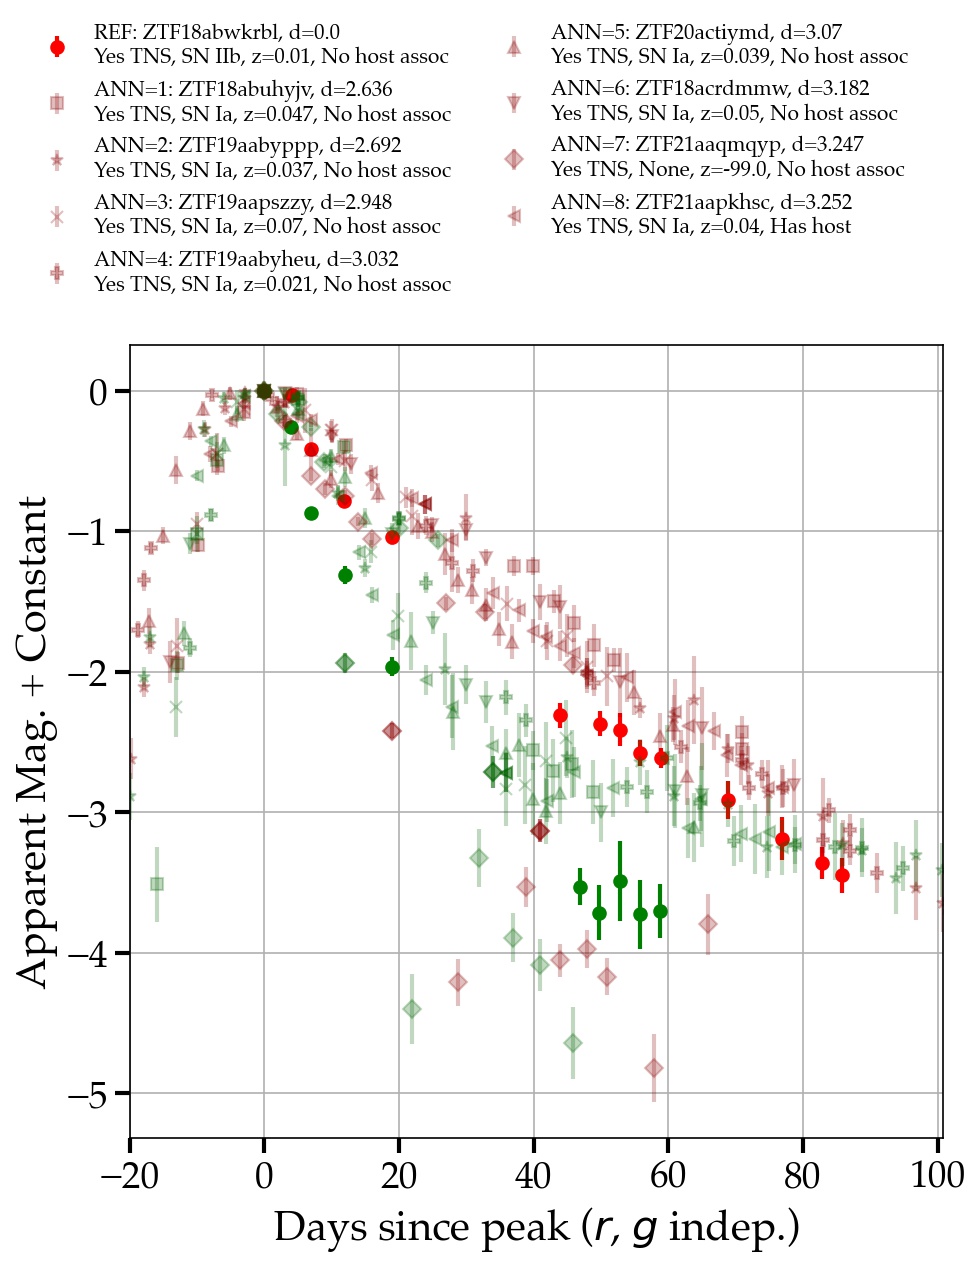 REF: ZTF18abwkrbl, d=0.0
Yes TNS, SN IIb, z=0.01, No host assoc
ANN=1: ZTF18abuhyjv, d=2.636
Yes TNS, SN Ia, z=0.047, No host assoc
ANN=2: ZTF19aabyppp, d=2.692
Yes TNS, SN Ia, z=0.037, No host assoc
ANN=3: ZTF19aapszzy, d=2.948
Yes TNS, SN Ia, z=0.07, No host assoc
ANN=4: ZTF19aabyheu, d=3.032
Yes TNS, SN Ia, z=0.021, No host assoc
ANN=5: ZTF20actiymd, d=3.07
Yes TNS, SN Ia, z=0.039, No host assoc
ANN=6: ZTF18acrdmmw, d=3.182
Yes TNS, SN Ia, z=0.05, No host assoc
ANN=7: ZTF21aaqmqyp, d=3.247
Yes TNS, None, z=-99.0, No host assoc
ANN=8: ZTF21aapkhsc, d=3.252
Yes TNS, SN Ia, z=0.04, Has host
Apparent Mag. + Constant
0
−1
−2
−3
−4
−5
−20 0 20 40 60 80 100
Days since peak (r, g indep.)